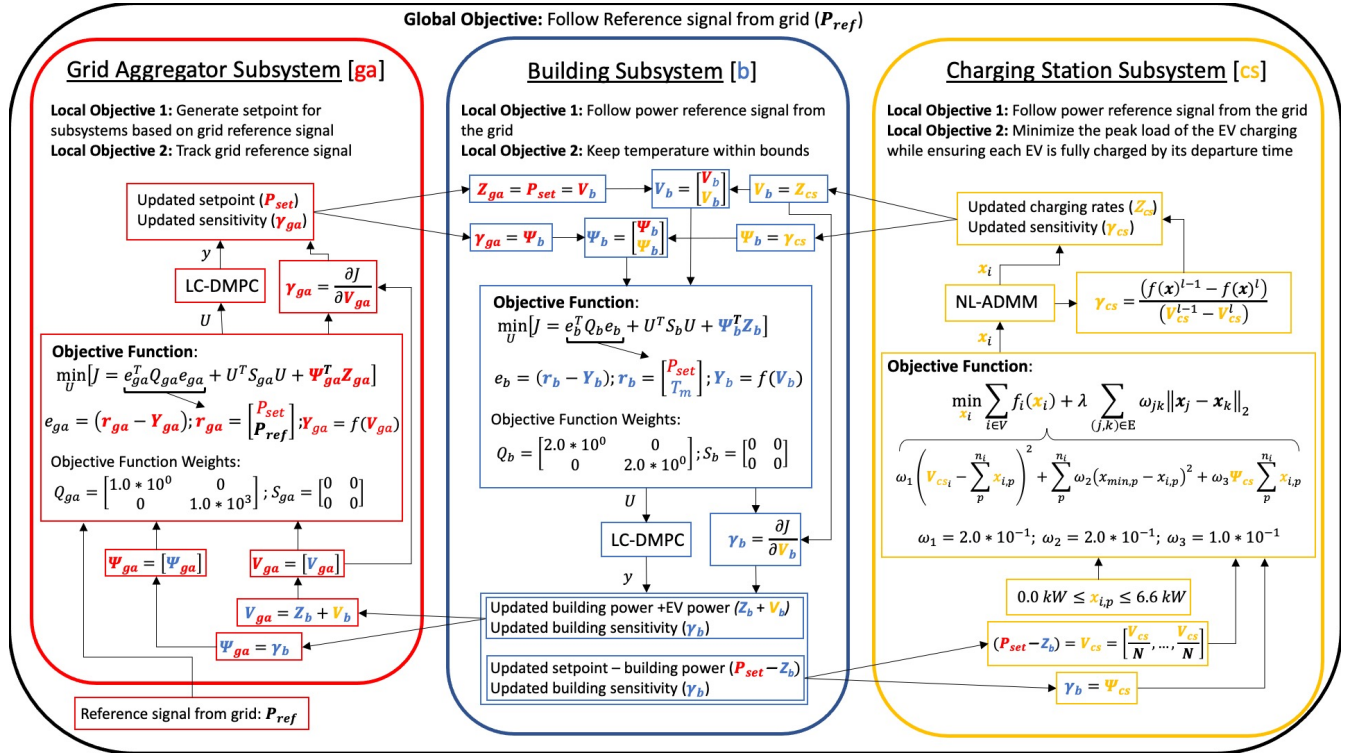 Global Objective: Follow Reference signal from grid (P_ref)
Grid Aggregator Subsystem [ga]
Local Objective 1: Generate setpoint for
subsystems based on grid reference signal
Local Objective 2: Track grid reference signal
Updated setpoint (P_set)
Updated sensitivity (γ_ga)
y
LC-DMPC
U
γ_ga = ∂J/∂V_ga
Objective Function:
min_U [J = e_ga^T Q_ga e_ga + U^T S_ga U + Ψ_ga^T Z_ga]
e_ga = (r_ga − Y_ga); r_ga = [P_set; P_ref]; Y_ga = f(V_ga)
Objective Function Weights:
Q_ga = [1.0 * 10^0 0; 0 1.0 * 10^3]; S_ga = [0 0; 0 0]
Ψ_ga = [Ψ_ga]
V_ga = [V_ga]
V_ga = Z_b + V_b
Ψ_ga = γ_b
Reference signal from grid: P_ref
Building Subsystem [b]
Local Objective 1: Follow power reference signal from
the grid
Local Objective 2: Keep temperature within bounds
Z_ga = P_set = V_b
V_b = [V_b; V_b]
V_b = Z_cs
γ_ga = Ψ_b
Ψ_b = [Ψ_b; Ψ_b]
Ψ_b = γ_cs
Objective Function:
min_U [J = e_b^T Q_b e_b + U^T S_b U + Ψ_b^T Z_b]
e_b = (r_b − Y_b); r_b = [P_set; T_m]; Y_b = f(V_b)
Objective Function Weights:
Q_b = [2.0 * 10^0 0; 0 2.0 * 10^0]; S_b = [0 0; 0 0]
U
LC-DMPC
y
γ_b = ∂J/∂V_b
Updated building power +EV power (Z_b + V_b)
Updated building sensitivity (γ_b)
Updated setpoint – building power (P_set − Z_b)
Updated building sensitivity (γ_b)
Charging Station Subsystem [cs]
Local Objective 1: Follow power reference signal from the grid
Local Objective 2: Minimize the peak load of the EV charging
while ensuring each EV is fully charged by its departure time
Updated charging rates (Z_cs)
Updated sensitivity (γ_cs)
x_i
NL-ADMM
x_i
γ_cs = (f(x)^{l−1} − f(x)^l) / (V_cs^{l−1} − V_cs^l)
Objective Function:
min_{x_i} ∑_{i∈V} f_i(x_i) + λ ∑_{(j,k)∈E} ω_jk ‖x_j − x_k‖_2
ω_1 (V_{cs_i} − ∑_p^{n_i} x_{i,p})^2 + ∑_p^{n_i} ω_2 (x_{min,p} − x_{i,p})^2 + ω_3 Ψ_cs ∑_p^{n_i} x_{i,p}
ω_1 = 2.0 * 10^−1; ω_2 = 2.0 * 10^−1; ω_3 = 1.0 * 10^−1
0.0 kW ≤ x_{i,p} ≤ 6.6 kW
(P_set − Z_b) = V_cs = [V_cs/N, ..., V_cs/N]
γ_b = Ψ_cs